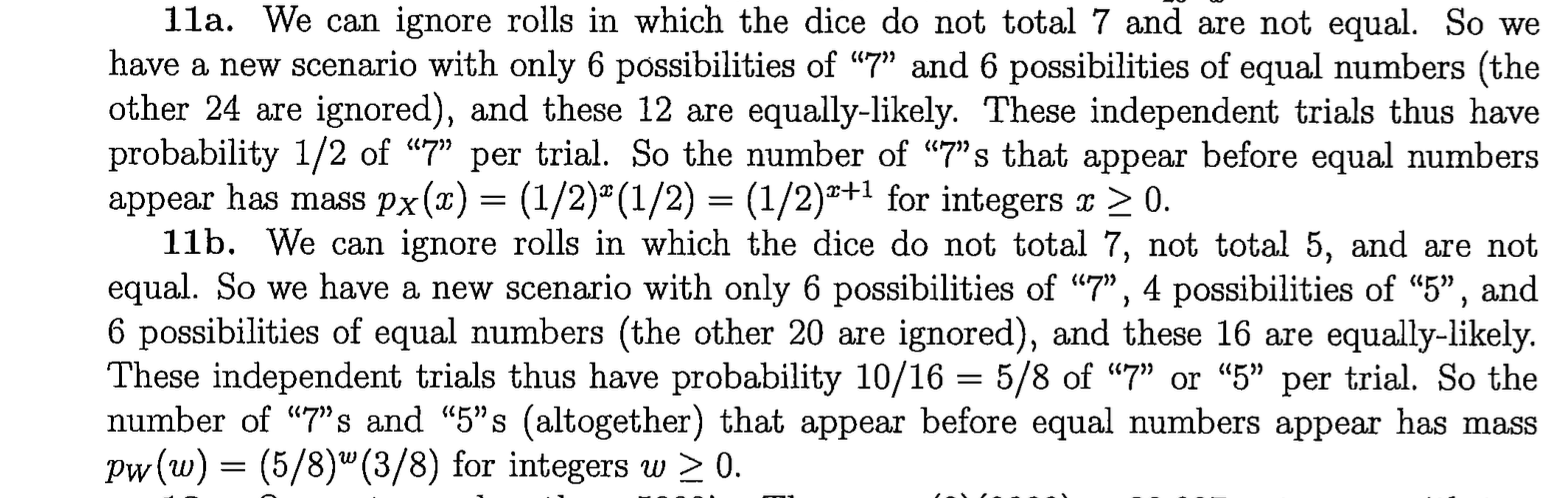 11a. We can ignore rolls in which the dice do not total 7 and are not equal. So we
have a new scenario with only 6 possibilities of “7” and 6 possibilities of equal numbers (the
other 24 are ignored), and these 12 are equally-likely. These independent trials thus have
probability 1/2 of “7” per trial. So the number of “7”s that appear before equal numbers
appear has mass p_X(x) = (1/2)^x(1/2) = (1/2)^{x+1} for integers x ≥ 0.
11b. We can ignore rolls in which the dice do not total 7, not total 5, and are not
equal. So we have a new scenario with only 6 possibilities of “7”, 4 possibilities of “5”, and
6 possibilities of equal numbers (the other 20 are ignored), and these 16 are equally-likely.
These independent trials thus have probability 10/16 = 5/8 of “7” or “5” per trial. So the
number of “7”s and “5”s (altogether) that appear before equal numbers appear has mass
p_W(w) = (5/8)^w(3/8) for integers w ≥ 0.